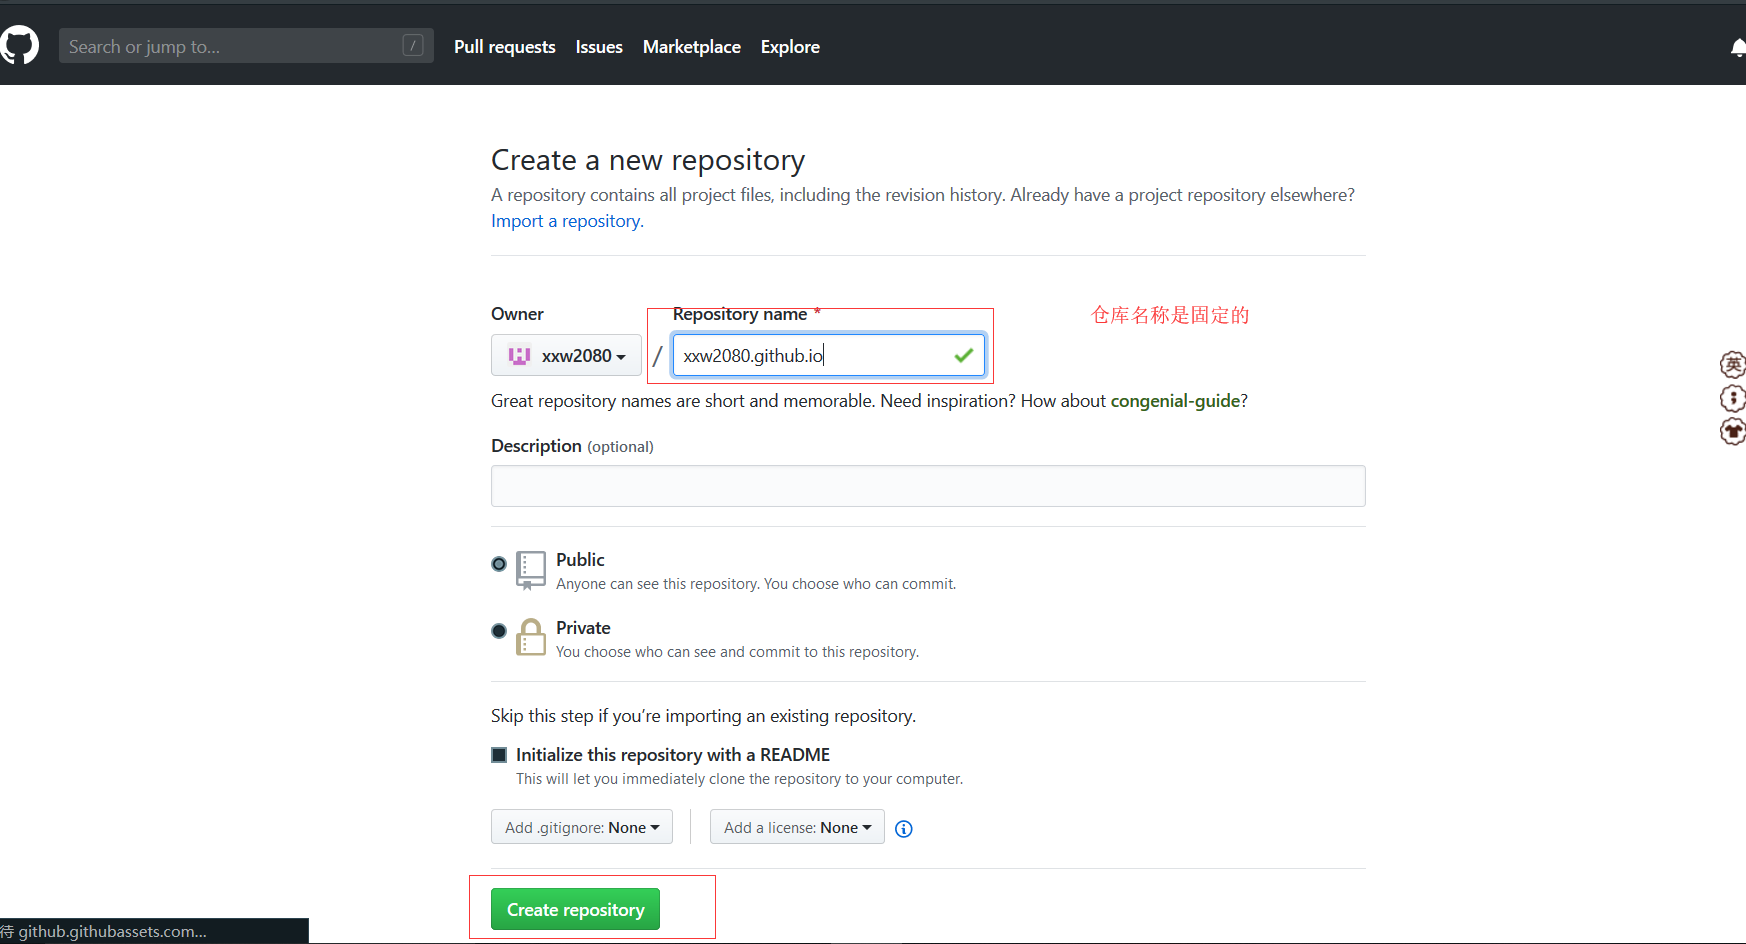 Search or jump to... /
Pull requests Issues Marketplace Explore
Create a new repository
A repository contains all project files, including the revision history. Already have a project repository elsewhere?
Import a repository.
Owner
Repository name *
仓库名称是固定的
xxw2080 / xxw2080.github.io
英
Great repository names are short and memorable. Need inspiration? How about congenial-guide?
Description (optional)
Public
Anyone can see this repository. You choose who can commit.
Private
You choose who can see and commit to this repository.
Skip this step if you’re importing an existing repository.
Initialize this repository with a README
This will let you immediately clone the repository to your computer.
Add .gitignore: None
Add a license: None
Create repository
待 github.githubassets.com...